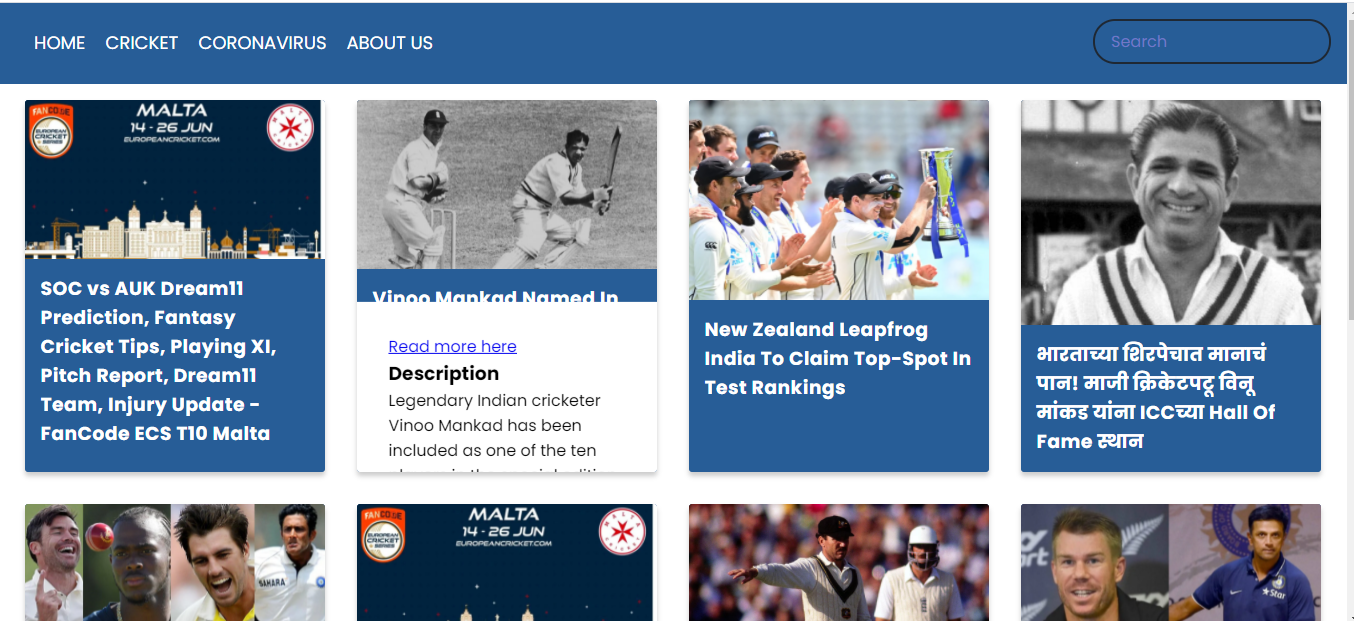 HOME CRICKET CORONAVIRUS ABOUT US Search
FANCODE
EUROPEAN
CRICKET
SERIES
MALTA
14 - 26 JUN
EUROPEANCRICKET.COM
SOC vs AUK Dream11
Prediction, Fantasy
Cricket Tips, Playing XI,
Pitch Report, Dream11
Team, Injury Update -
FanCode ECS T10 Malta
Vinoo Mankad Named In
Read more here
Description
Legendary Indian cricketer
Vinoo Mankad has been
included as one of the ten
CCC
New Zealand Leapfrog
India To Claim Top-Spot In
Test Rankings
भारताच्या शिरपेचात मानाचं
पान! माजी क्रिकेटपटू विनू
मांकड यांना ICCच्या Hall Of
Fame स्थान
SAHARA
FANCODE
EUROPEAN
CRICKET
SERIES
MALTA
14 - 26 JUN
EUROPEANCRICKET.COM
Star